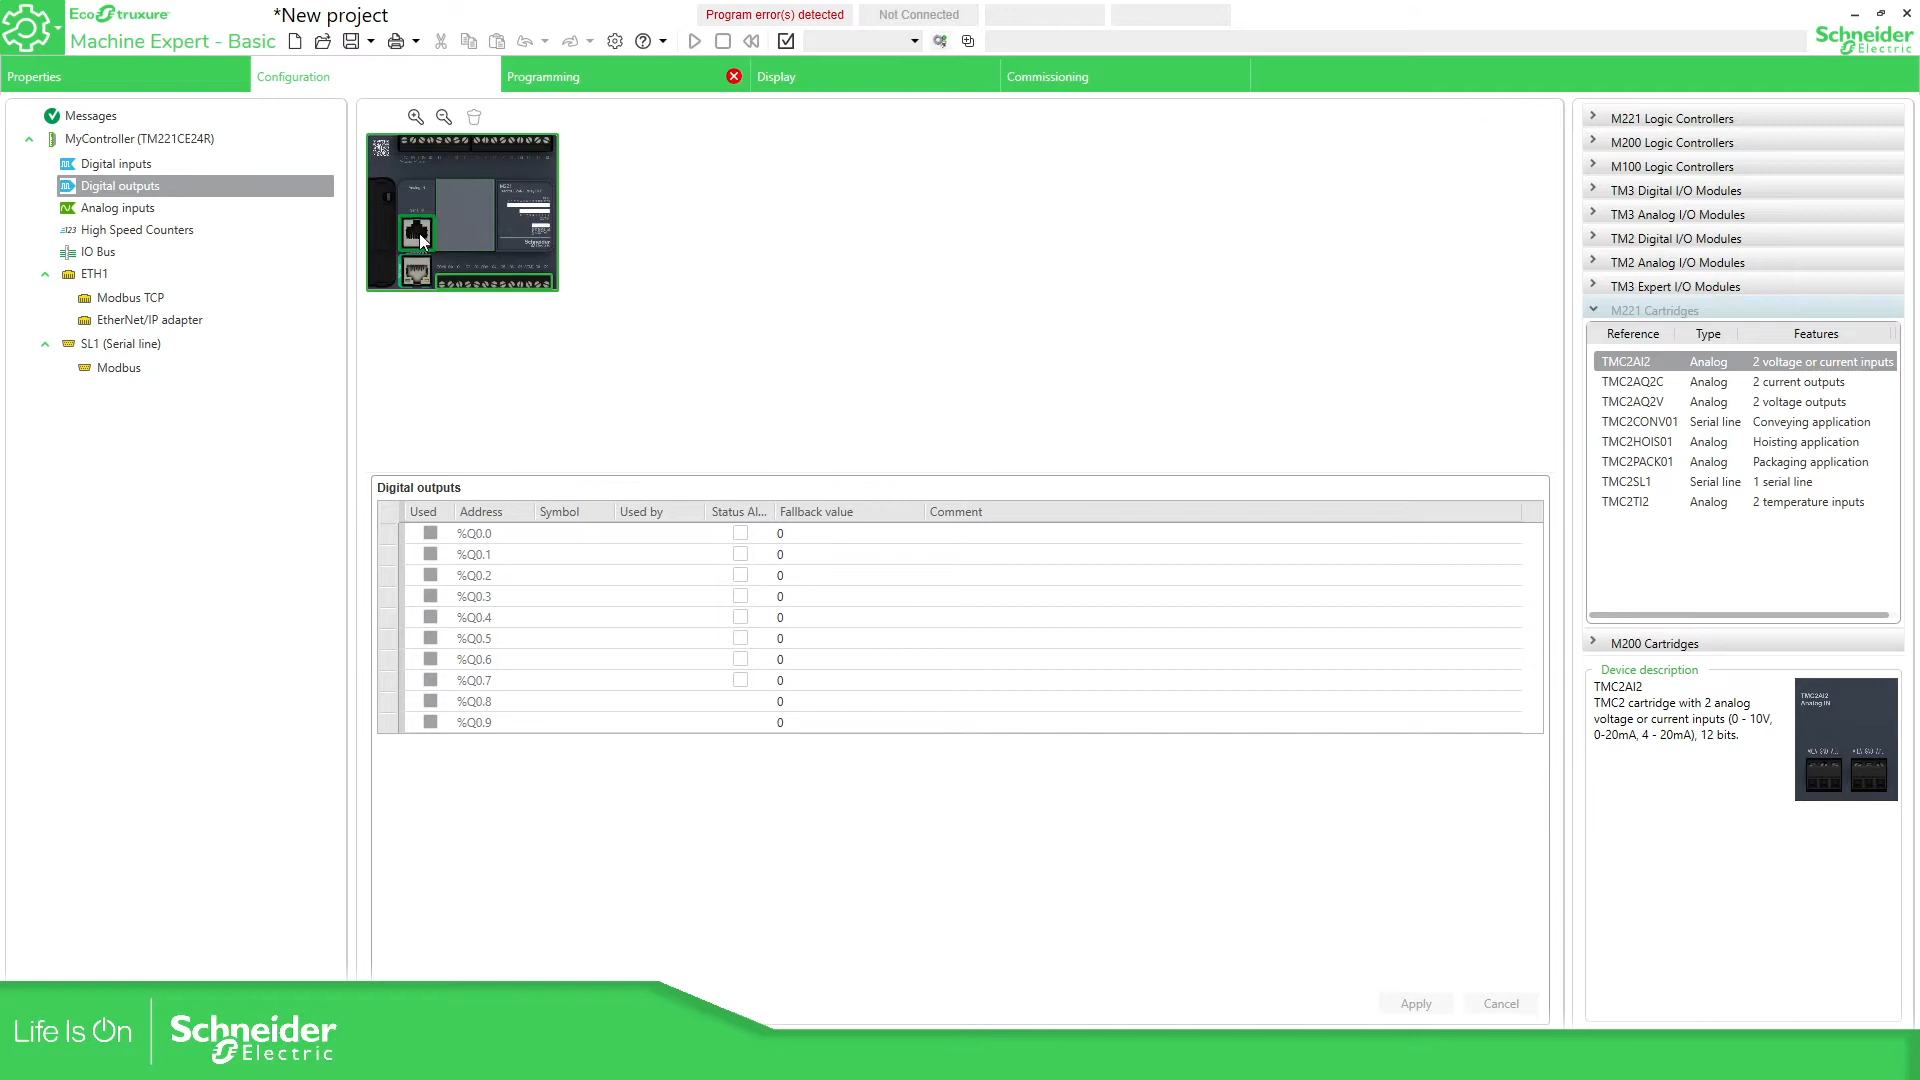 EcoStruxure
Machine Expert - Basic
*New project
Program error(s) detected
Not Connected
Schneider
Electric
Properties
Configuration
Programming
Display
Commissioning
Messages
MyController (TM221CE24R)
Digital inputs
Digital outputs
Analog inputs
High Speed Counters
IO Bus
ETH1
Modbus TCP
EtherNet/IP adapter
SL1 (Serial line)
Modbus
M221
Schneider
Digital outputs
Used Address Symbol Used by Status Al... Fallback value Comment
%Q0.0 0
%Q0.1 0
%Q0.2 0
%Q0.3 0
%Q0.4 0
%Q0.5 0
%Q0.6 0
%Q0.7 0
%Q0.8 0
%Q0.9 0
Apply Cancel
M221 Logic Controllers
M200 Logic Controllers
M100 Logic Controllers
TM3 Digital I/O Modules
TM3 Analog I/O Modules
TM2 Digital I/O Modules
TM2 Analog I/O Modules
TM3 Expert I/O Modules
M221 Cartridges
Reference Type Features
TMC2AI2 Analog 2 voltage or current inputs
TMC2AQ2C Analog 2 current outputs
TMC2AQ2V Analog 2 voltage outputs
TMC2CONV01 Serial line Conveying application
TMC2HOIS01 Analog Hoisting application
TMC2PACK01 Analog Packaging application
TMC2SL1 Serial line 1 serial line
TMC2TI2 Analog 2 temperature inputs
M200 Cartridges
Device description
TMC2AI2
TMC2 cartridge with 2 analog
voltage or current inputs (0 - 10V,
0-20mA, 4 - 20mA), 12 bits.
TMC2AI2
Analog IN
Life Is On
Schneider
Electric